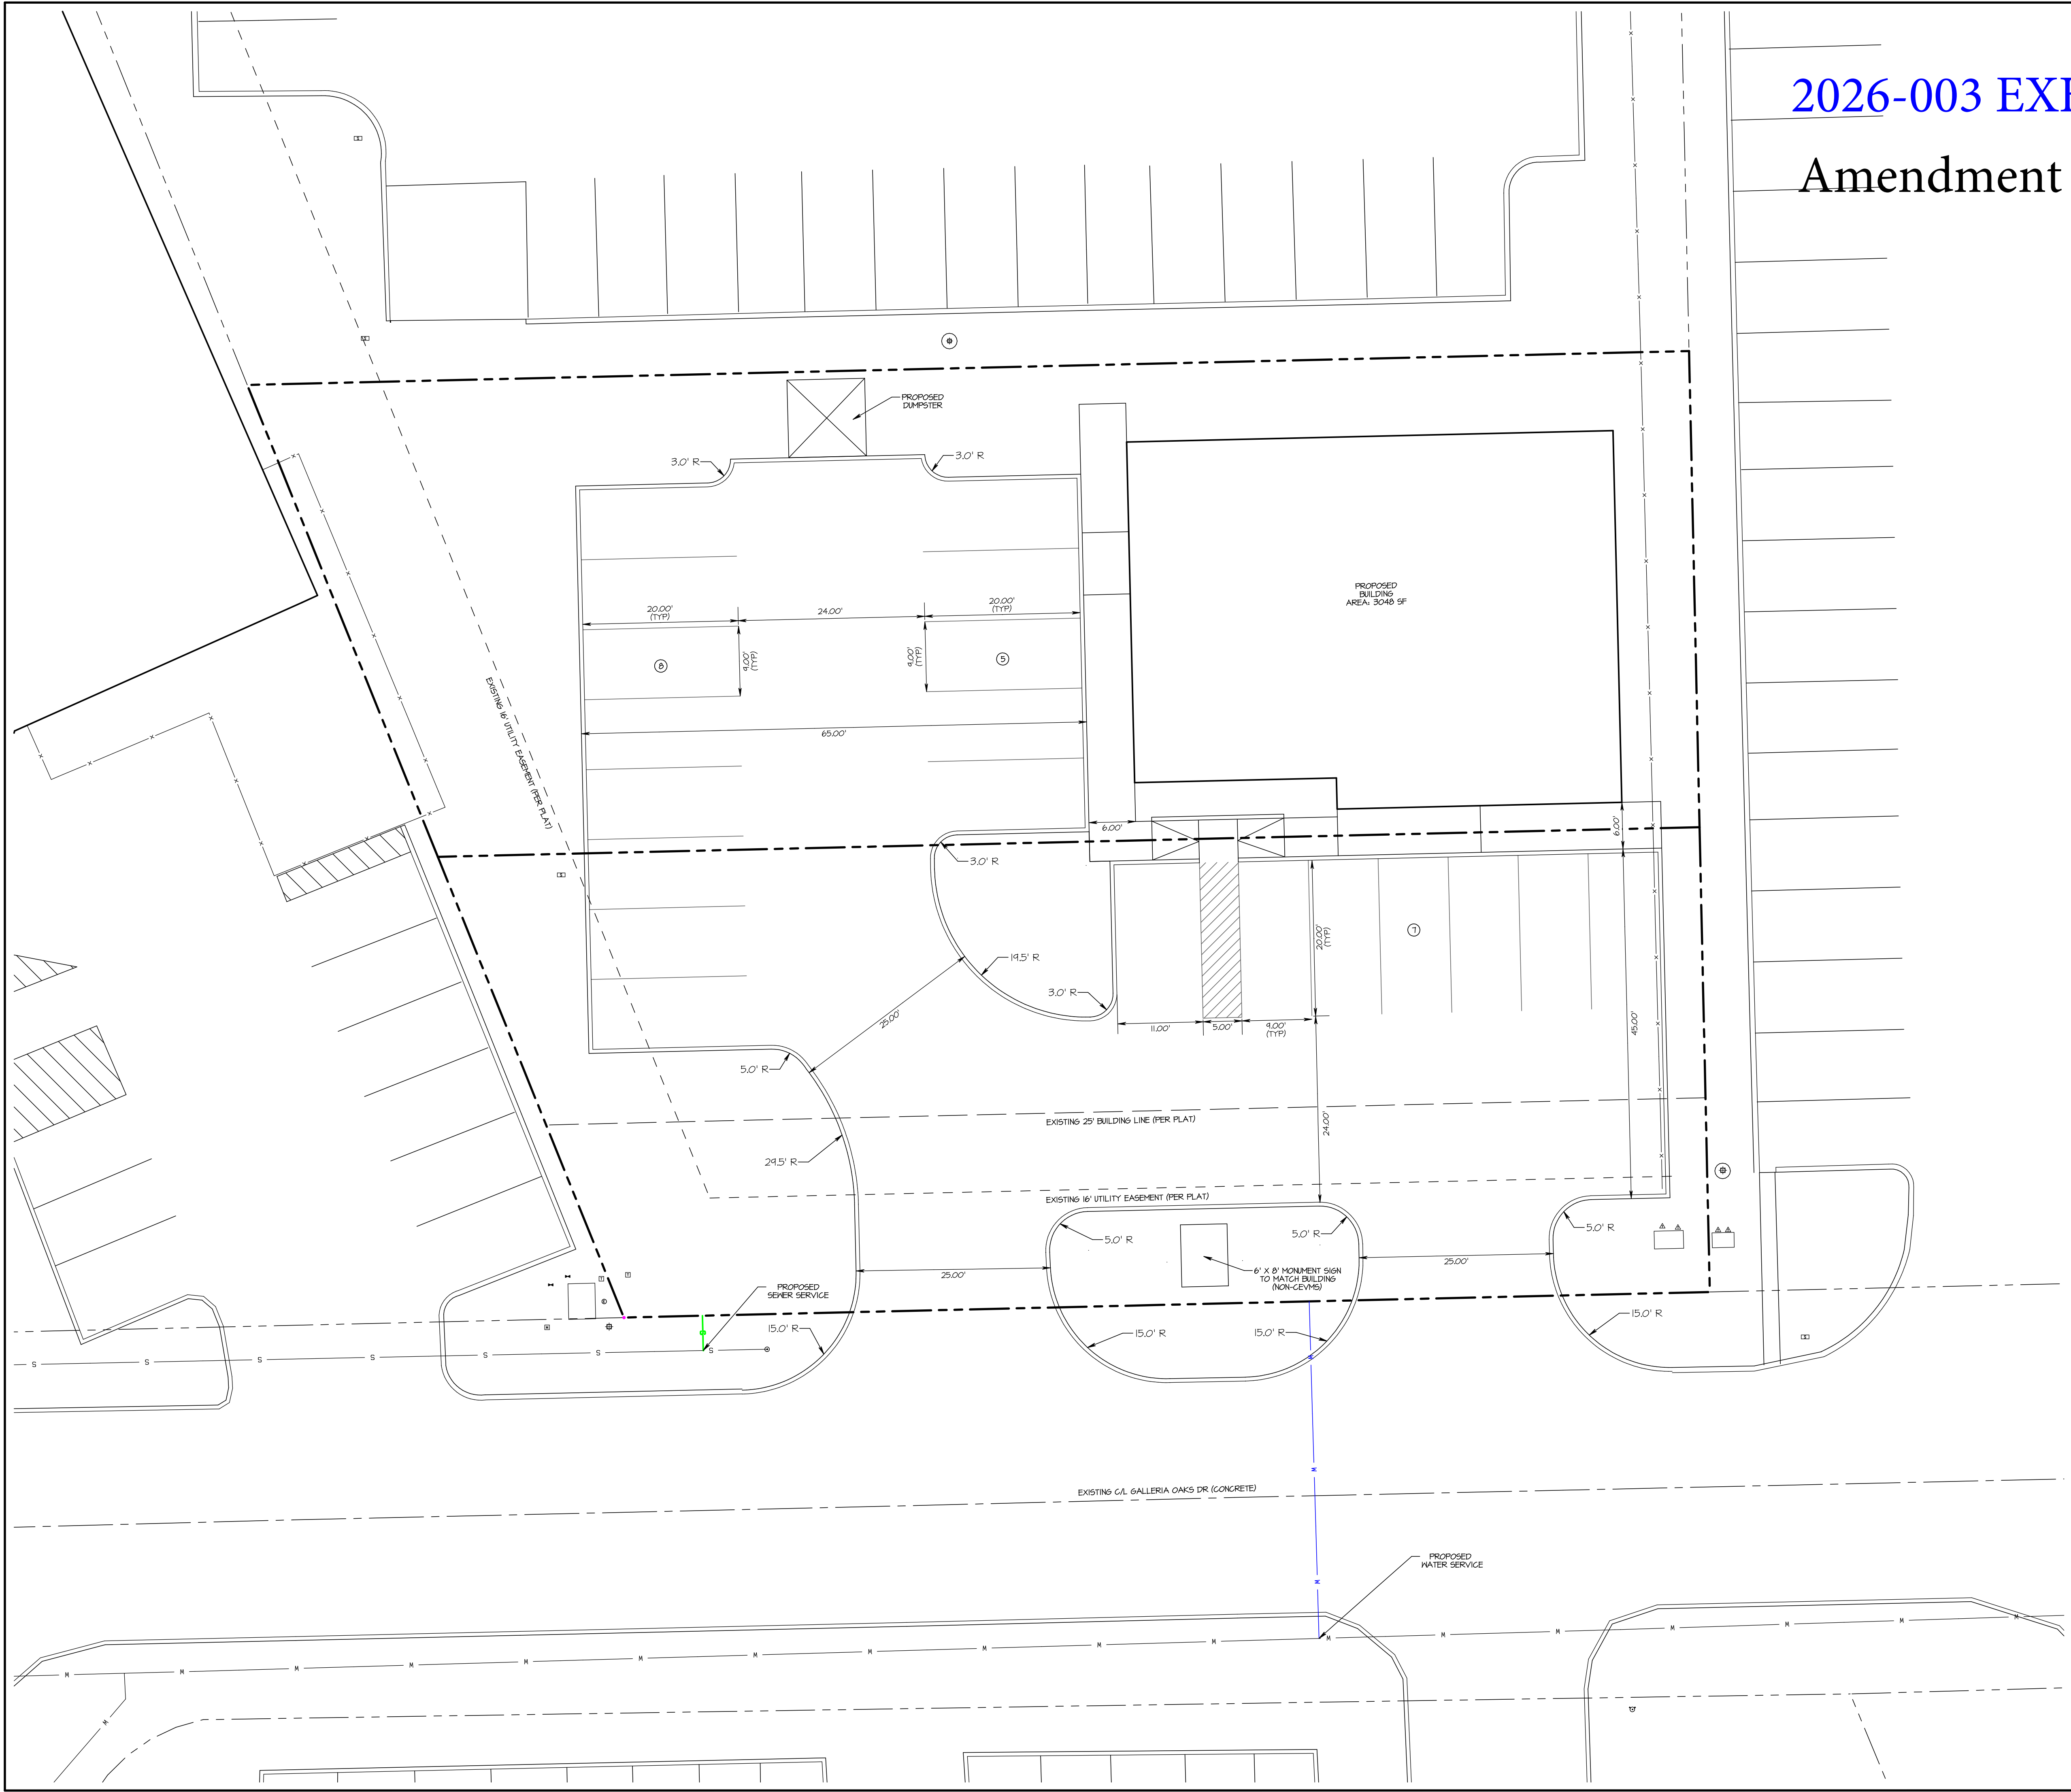 2026-003 EXH
Amendment
PROPOSED
DUMPSTER
3.0' R
3.0' R
PROPOSED
BUILDING
AREA: 3048 SF
20.00'
(TYP)
24.00'
20.00'
(TYP)
9.00'
(TYP)
9.00'
(TYP)
8
5
65.00'
EXISTING 16' UTILITY EASEMENT (PER PLAT)
6.00'
6.00'
3.0' R
19.5' R
3.0' R
20.00'
(TYP)
7
11.00'
5.00'
9.00'
(TYP)
25.00'
45.00'
5.0' R
EXISTING 25' BUILDING LINE (PER PLAT)
24.00'
29.5' R
EXISTING 16' UTILITY EASEMENT (PER PLAT)
5.0' R
5.0' R
5.0' R
25.00'
25.00'
6' X 8' MONUMENT SIGN
TO MATCH BUILDING
(NON-CEVMS)
PROPOSED
SEWER SERVICE
15.0' R
15.0' R
15.0' R
15.0' R
S S S S S S S
EXISTING C/L GALLERIA OAKS DR (CONCRETE)
PROPOSED
WATER SERVICE